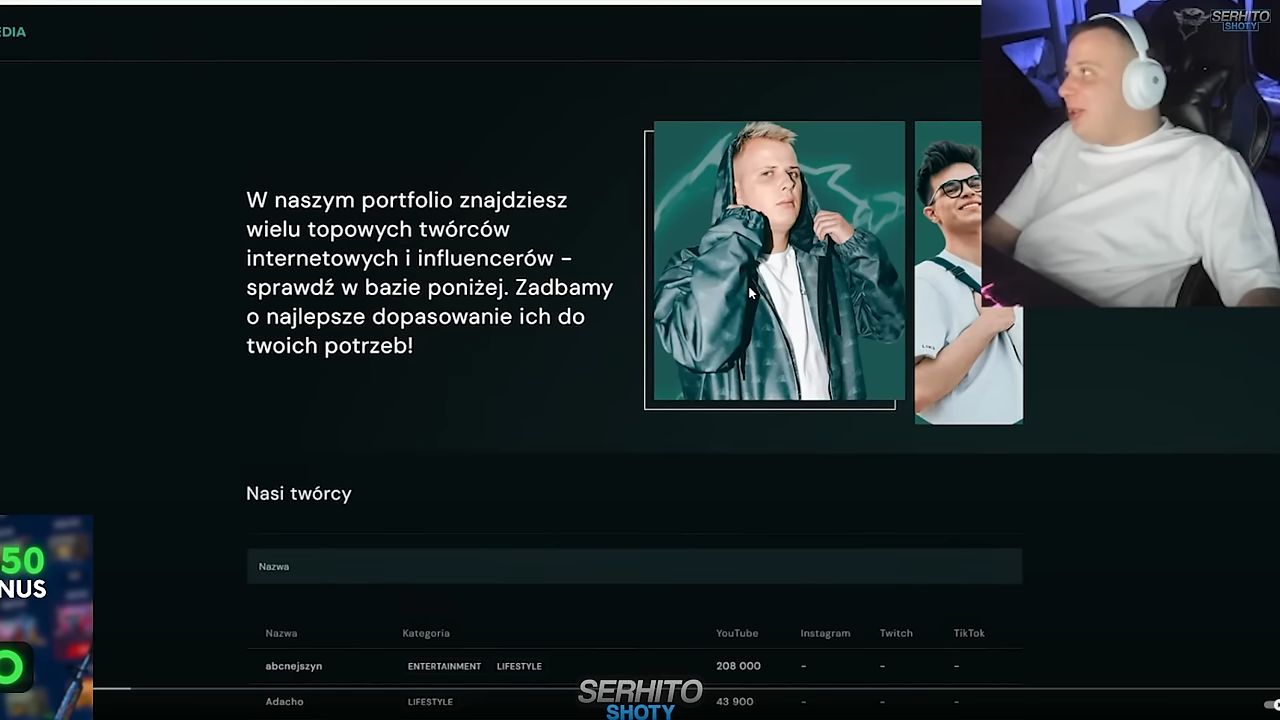 EDIA
SERHITO
SHOTY
W naszym portfolio znajdziesz
wielu topowych twórców
internetowych i influencerów –
sprawdź w bazie poniżej. Zadbamy
o najlepsze dopasowanie ich do
twoich potrzeb!
Nasi twórcy
Nazwa
Nazwa Kategoria YouTube Instagram Twitch TikTok
abcnejszyn ENTERTAINMENT LIFESTYLE 208 000 - - -
Adacho LIFESTYLE 43 900 - - -
50
NUS
O
SERHITO
SHOTY